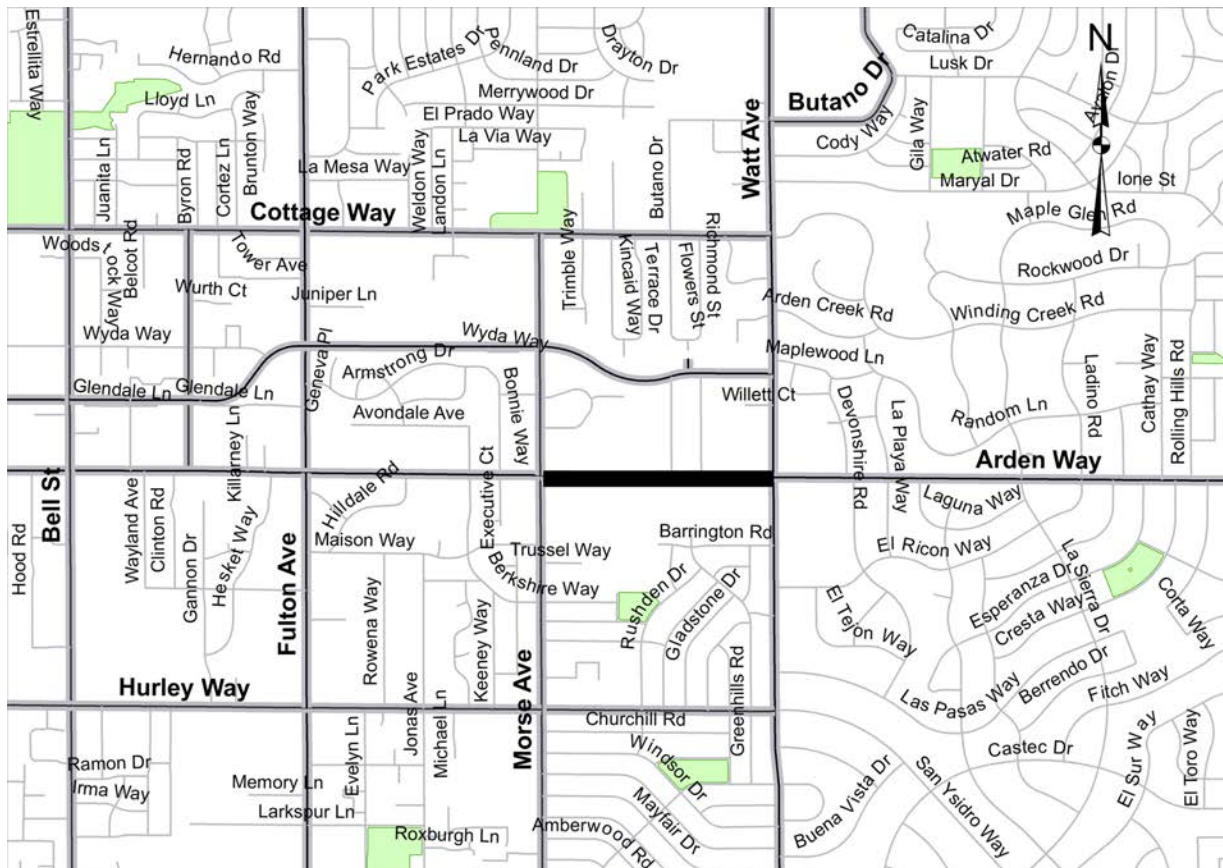 Estrellita Way
Hernando Rd
Lloyd Ln
Park Estates Dr
Pennland Dr
Drayton Dr
Merrywood Dr
El Prado Way
La Via Way
Butano Dr
Catalina Dr
Lusk Dr
N
Cody Way
Gila Way
Atwater Rd
Maryal Dr
Ione St
Maple Glen Rd
Juanita Ln
Byron Rd
Cortez Ln
Brunton Way
La Mesa Way
Weldon Way
Landon Ln
Butano Dr
Watt Ave
Cottage Way
Woodstock Way
Belcot Rd
Tower Ave
Wurth Ct
Juniper Ln
Trimble Way
Kincaid Way
Terrace Dr
Flowers St
Richmond St
Rockwood Dr
Arden Creek Rd
Winding Creek Rd
Wyda Way
Wyda Way
Maplewood Ln
Geneva Pl
Armstrong Dr
Glendale Ln
Glendale Ln
Avondale Ave
Bonnie Way
Willett Ct
Devonshire Rd
La Playa Way
Random Ln
Ladino Rd
Cathay Way
Rolling Hills Rd
Killarney Ln
Arden Way
Bell St
Hood Rd
Wayland Ave
Clinton Rd
Gannon Dr
Hesket Way
Fulton Ave
Hilldale Rd
Maison Way
Executive Ct
Trussel Way
Berkshire Way
Barrington Rd
Rushden Dr
Gladstone Dr
Laguna Way
El Ricon Way
Esperanza Dr
La Sierra Dr
Cresta Way
Corta Way
El Tejon Way
Rowena Way
Keeney Way
Morse Ave
Greenhills Rd
Las Pasas Way
Berrendo Dr
Fitch Way
Hurley Way
Jonas Ave
Michael Ln
Churchill Rd
Windsor Dr
Castec Dr
El Sur Way
El Toro Way
Ramon Dr
Irma Way
Memory Ln
Evelyn Ln
Larkspur Ln
Roxburgh Ln
Amberwood Rd
Mayfair Dr
Buena Vista Dr
San Ysidro Way